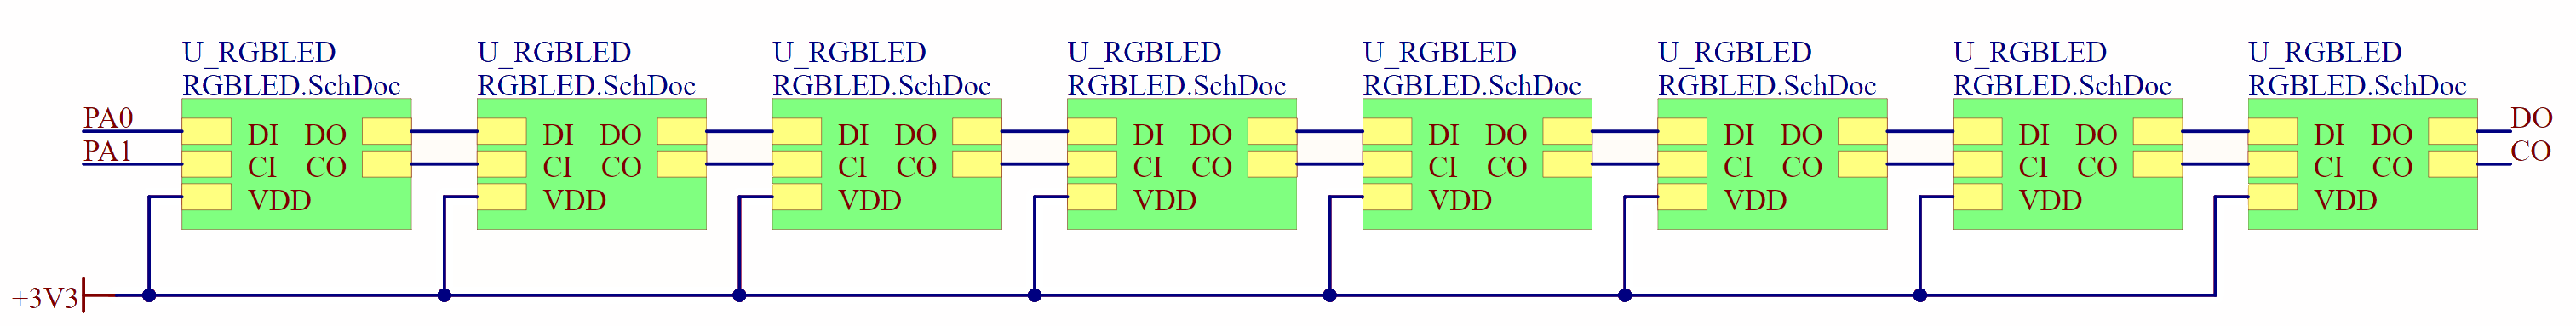 U_RGBLED U_RGBLED U_RGBLED U_RGBLED U_RGBLED U_RGBLED U_RGBLED U_RGBLED
RGBLED.SchDoc RGBLED.SchDoc RGBLED.SchDoc RGBLED.SchDoc RGBLED.SchDoc RGBLED.SchDoc RGBLED.SchDoc RGBLED.SchDoc
PA0 DI DO DI DO DI DO DI DO DI DO DI DO DI DO DI DO DO
PA1 CI CO CI CO CI CO CI CO CI CO CI CO CI CO CI CO CO
VDD VDD VDD VDD VDD VDD VDD VDD
+3V3